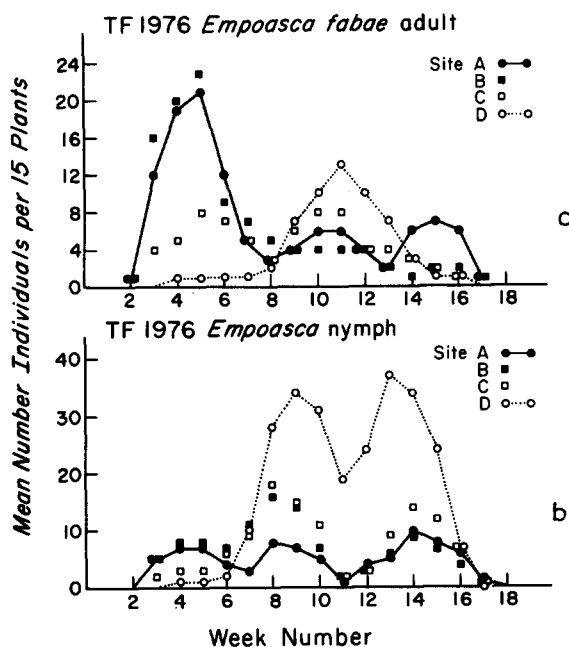 TF 1976 Empoasca fabae adult
Mean Number Individuals per 15 Plants
24
20
16
12
8
4
0
Site A
B
C
D
2 4 6 8 10 12 14 16 18
c
TF 1976 Empoasca nymph
40
30
20
10
0
Site A
B
C
D
2 4 6 8 10 12 14 16 18
b
Week Number